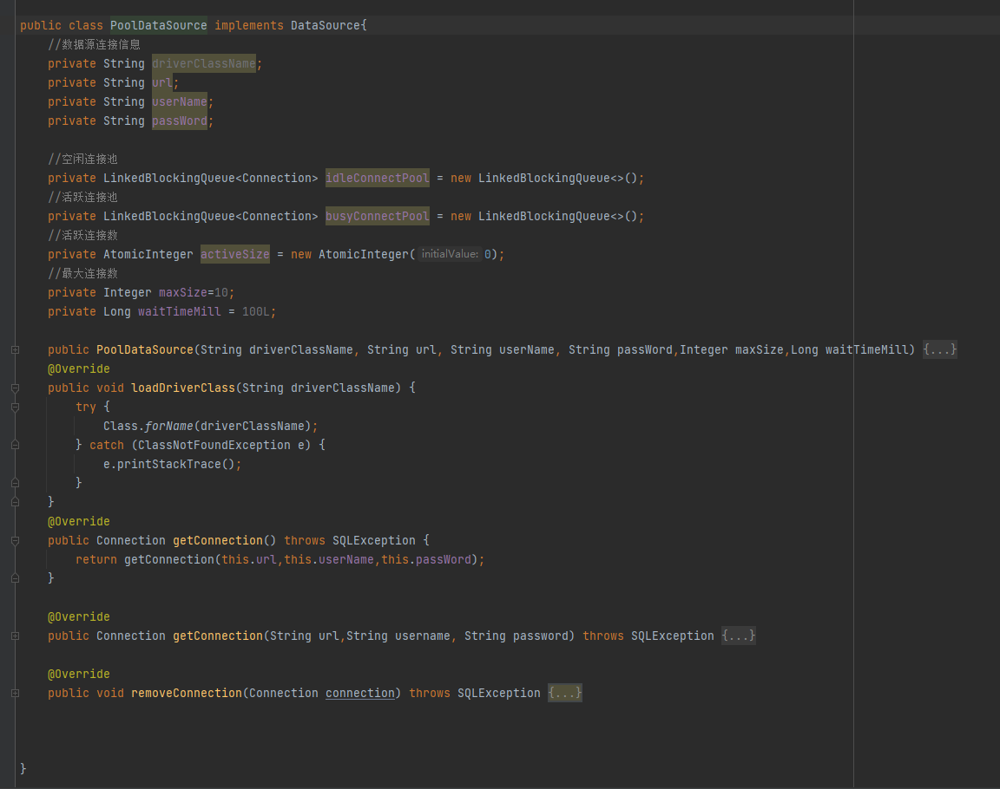 public class PoolDataSource implements DataSource{
//数据源连接信息
private String driverClassName;
private String url;
private String userName;
private String passWord;
//空闲连接池
private LinkedBlockingQueue<Connection> idleConnectPool = new LinkedBlockingQueue<>();
//活跃连接池
private LinkedBlockingQueue<Connection> busyConnectPool = new LinkedBlockingQueue<>();
//活跃连接数
private AtomicInteger activeSize = new AtomicInteger( initialValue: 0);
//最大连接数
private Integer maxSize=10;
private Long waitTimeMill = 100L;
public PoolDataSource(String driverClassName, String url, String userName, String passWord,Integer maxSize,Long waitTimeMill) {...}
@Override
public void loadDriverClass(String driverClassName) {
try {
Class.forName(driverClassName);
} catch (ClassNotFoundException e) {
e.printStackTrace();
}
}
@Override
public Connection getConnection() throws SQLException {
return getConnection(this.url,this.userName,this.passWord);
}
@Override
public Connection getConnection(String url,String username, String password) throws SQLException {...}
@Override
public void removeConnection(Connection connection) throws SQLException {...}
}